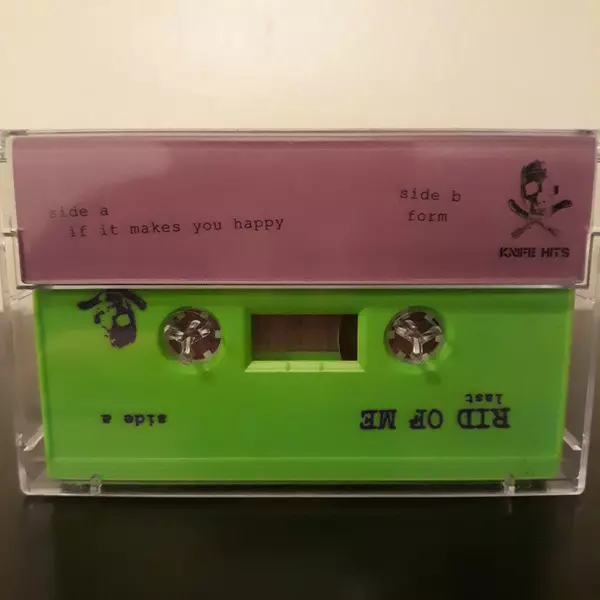 side a
if it makes you happy
side b
form
KNIFE HITS
RID OF ME
last
side a